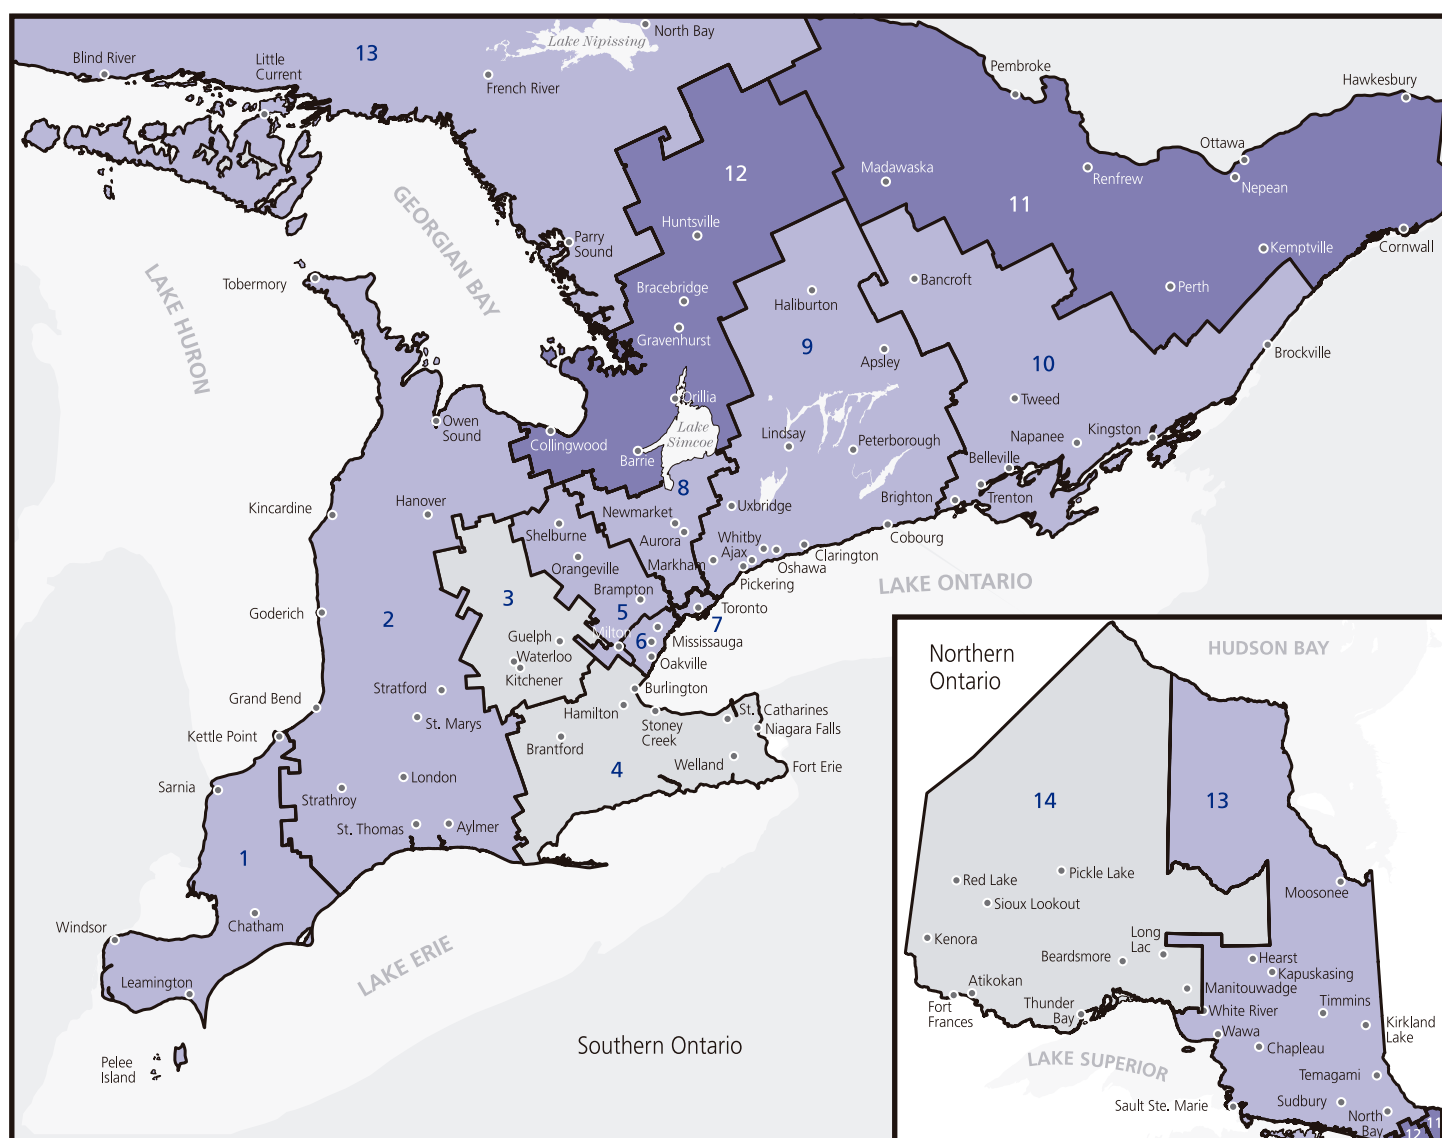 North Bay
Lake Nipissing
13
Blind River
Little
Current
French River
Pembroke
Hawkesbury
Ottawa
Nepean
Madawaska
Renfrew
12
11
GEORGIAN BAY
Huntsville
Parry
Sound
Kemptville
Cornwall
LAKE HURON
Tobermory
Bracebridge
Haliburton
Bancroft
Perth
Gravenhurst
9
Apsley
10
Brockville
Orillia
Tweed
Owen
Sound
Collingwood
Lake
Simcoe
Barrie
Lindsay
Peterborough
Napanee
Kingston
Belleville
8
Trenton
Brighton
Kincardine
Hanover
Newmarket
Uxbridge
Shelburne
Aurora
Whitby
Ajax
Cobourg
Clarington
Oshawa
Orangeville
Markham
Pickering
LAKE ONTARIO
Brampton
3
5
Toronto
7
Goderich
2
Guelph
Milton
6
Mississauga
Waterloo
Oakville
Kitchener
Stratford
Burlington
Grand Bend
Hamilton
St. Marys
Stoney
Creek
St. Catharines
Niagara Falls
Kettle Point
Brantford
Welland
Fort Erie
4
London
Sarnia
Strathroy
St. Thomas
Aylmer
1
Windsor
Chatham
LAKE ERIE
Leamington
Pelee
Island
Southern Ontario
Northern
Ontario
HUDSON BAY
14
13
Red Lake
Pickle Lake
Moosonee
Sioux Lookout
Kenora
Long
Lac
Beardsmore
Hearst
Kapuskasing
Atikokan
Manitouwadge
Fort
Frances
Thunder
Bay
White River
Timmins
Kirkland
Lake
Wawa
Chapleau
LAKE SUPERIOR
Temagami
Sault Ste. Marie
Sudbury
North
Bay
12
11